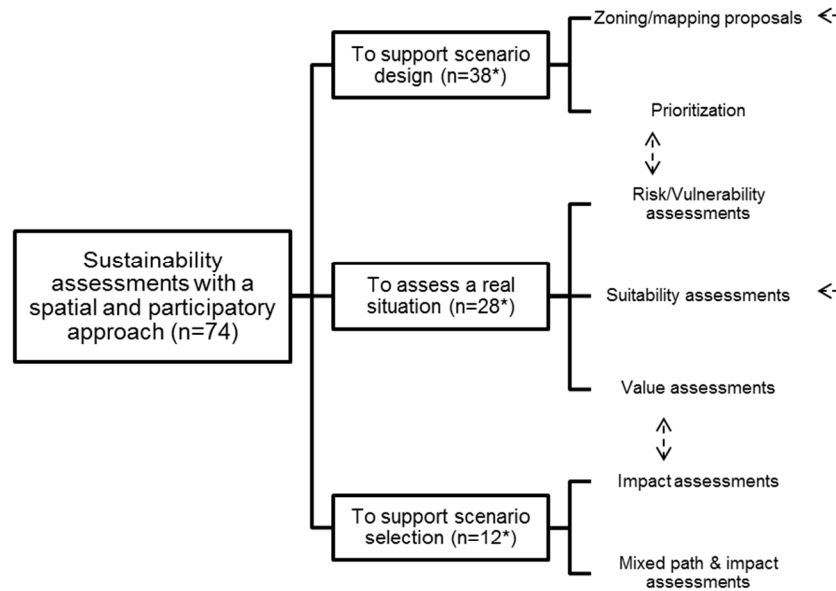 Sustainability
assessments with a
spatial and participatory
approach (n=74)
To support scenario
design (n=38*)
Zoning/mapping proposals
Prioritization
To assess a real
situation (n=28*)
Risk/Vulnerability
assessments
Suitability assessments
Value assessments
To support scenario
selection (n=12*)
Impact assessments
Mixed path & impact
assessments